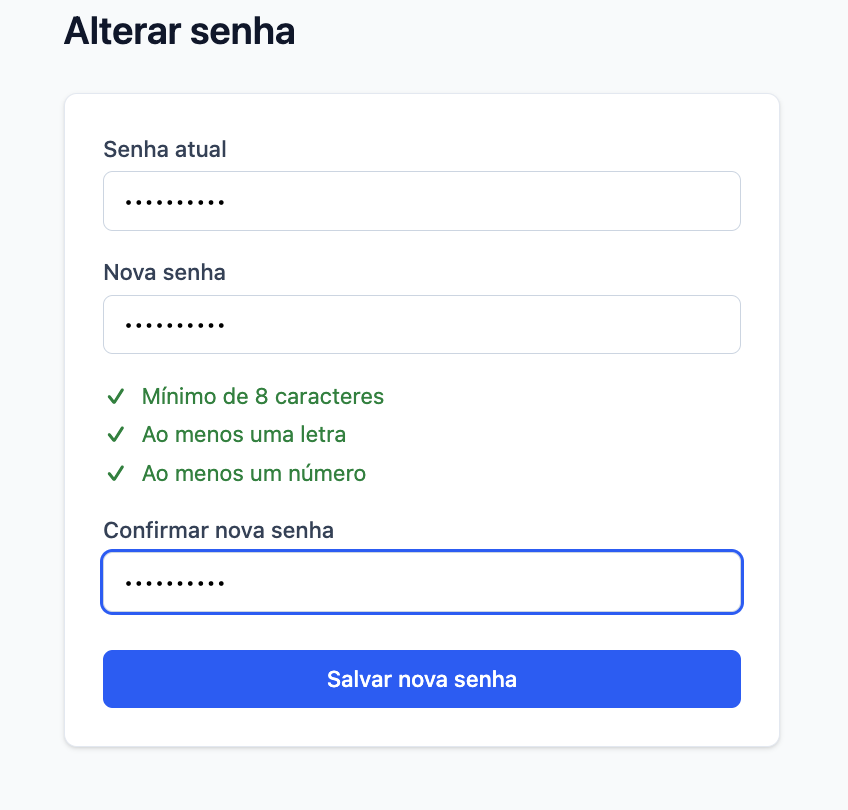 Alterar senha
Senha atual
••••••••••
Nova senha
••••••••••
✓ Mínimo de 8 caracteres
✓ Ao menos uma letra
✓ Ao menos um número
Confirmar nova senha
••••••••••
Salvar nova senha